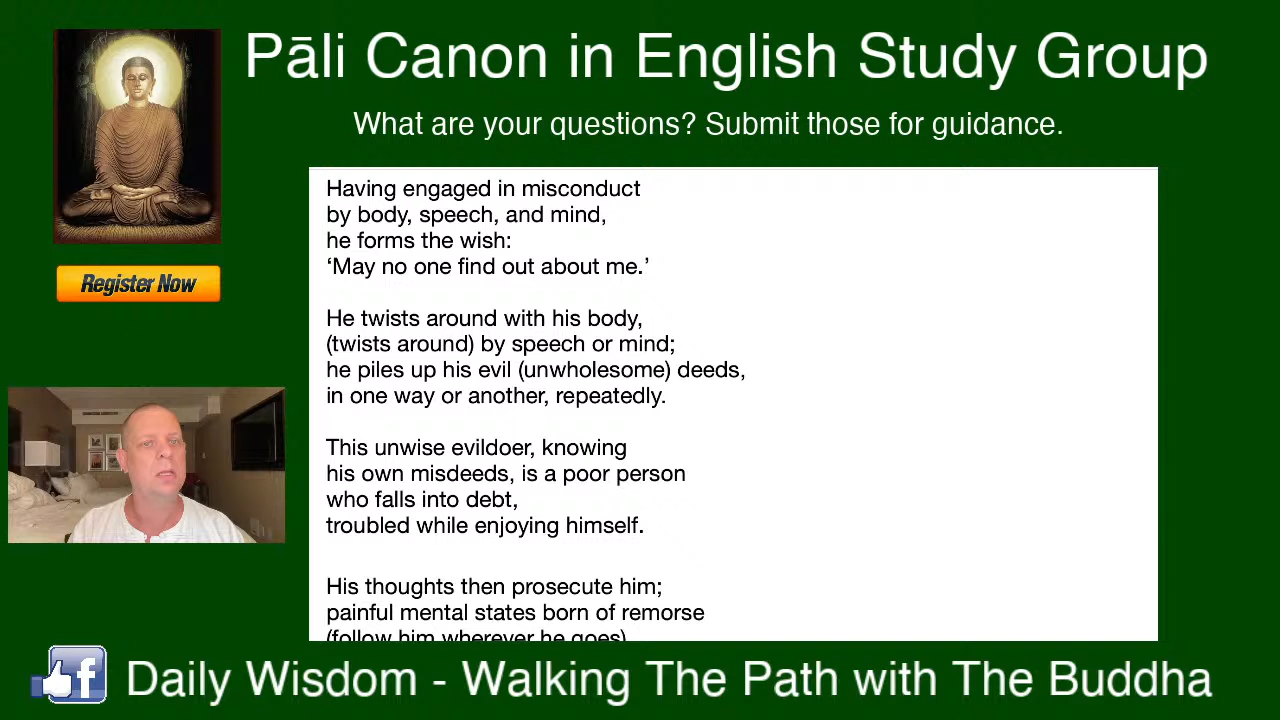 Pāli Canon in English Study Group
What are your questions? Submit those for guidance.
Register Now
Having engaged in misconduct
by body, speech, and mind,
he forms the wish:
‘May no one find out about me.’
He twists around with his body,
(twists around) by speech or mind;
he piles up his evil (unwholesome) deeds,
in one way or another, repeatedly.
This unwise evildoer, knowing
his own misdeeds, is a poor person
who falls into debt,
troubled while enjoying himself.
His thoughts then prosecute him;
painful mental states born of remorse
(follow him wherever he goes)
f
Daily Wisdom - Walking The Path with The Buddha